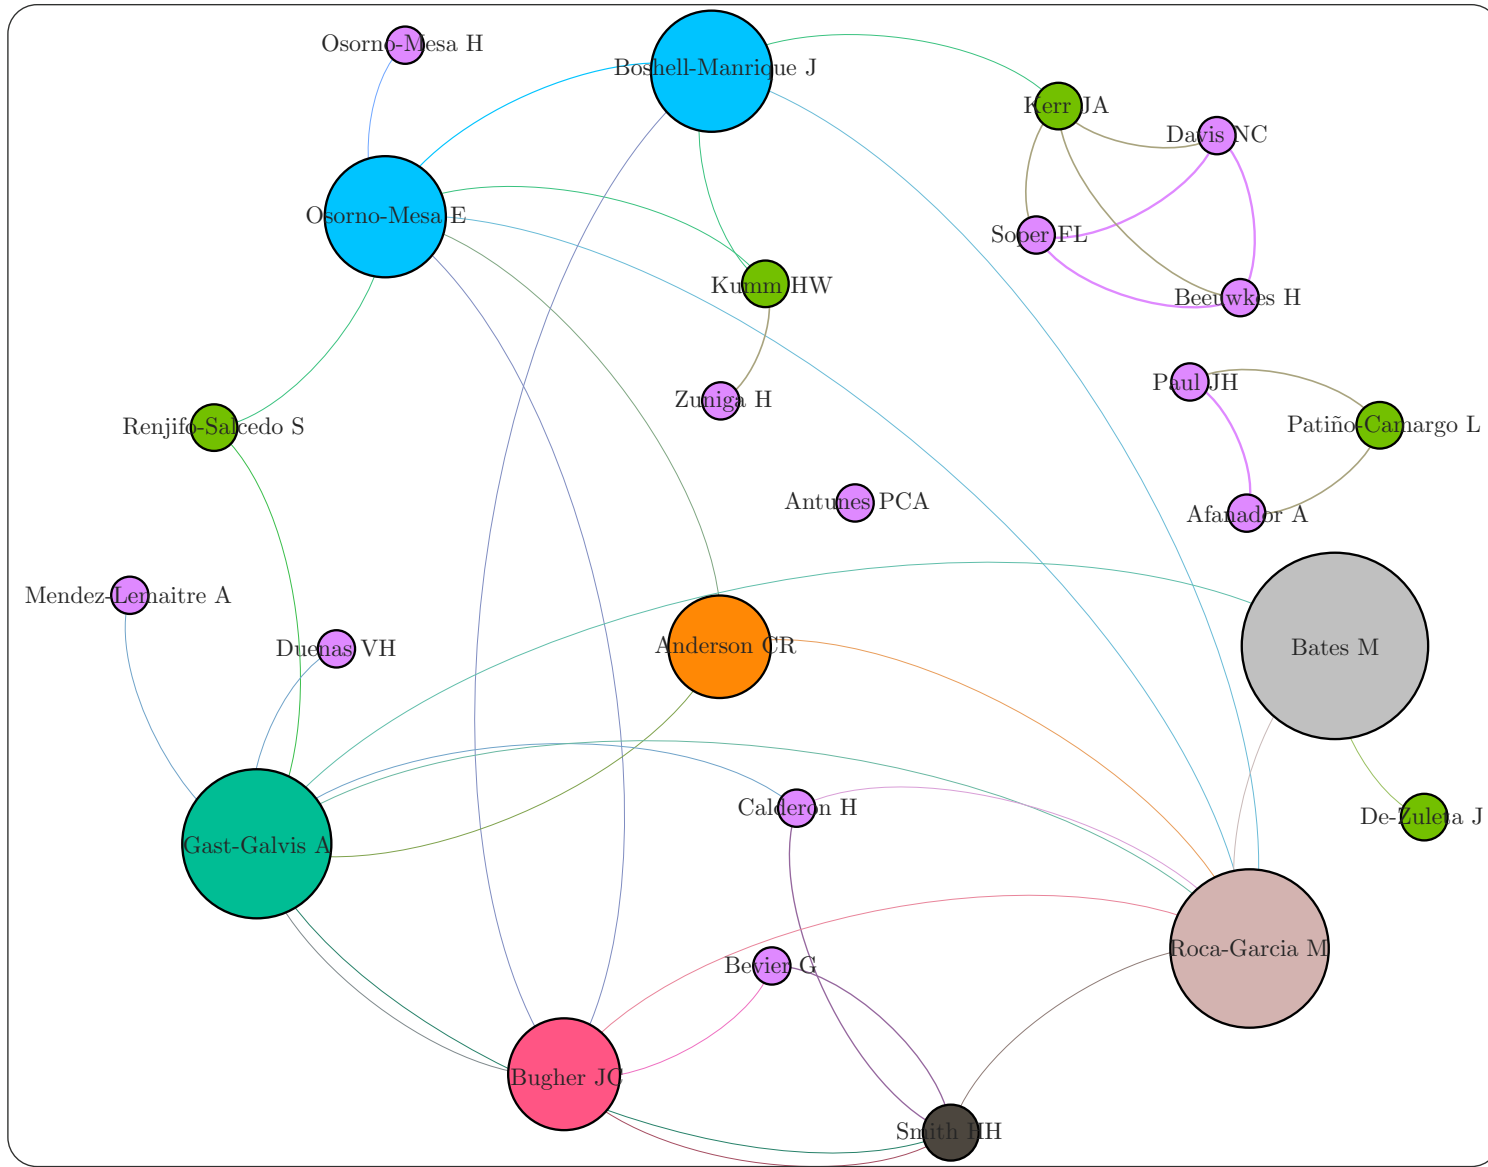 Osorno-Mesa H
Boshell-Manrique J
Kerr JA
Davis NC
Osorno-Mesa E
Soper FL
Kumm HW
Beeuwkes H
Paul JH
Zuniga H
Renjifo-Salcedo S
Patiño-Camargo L
Antunes PCA
Afanador A
Mendez-Lemaitre A
Duenas VH
Anderson CR
Bates M
Calderon H
De-Zuleta J
Gast-Galvis A
Roca-Garcia M
Bevier G
Bugher JC
Smith HH